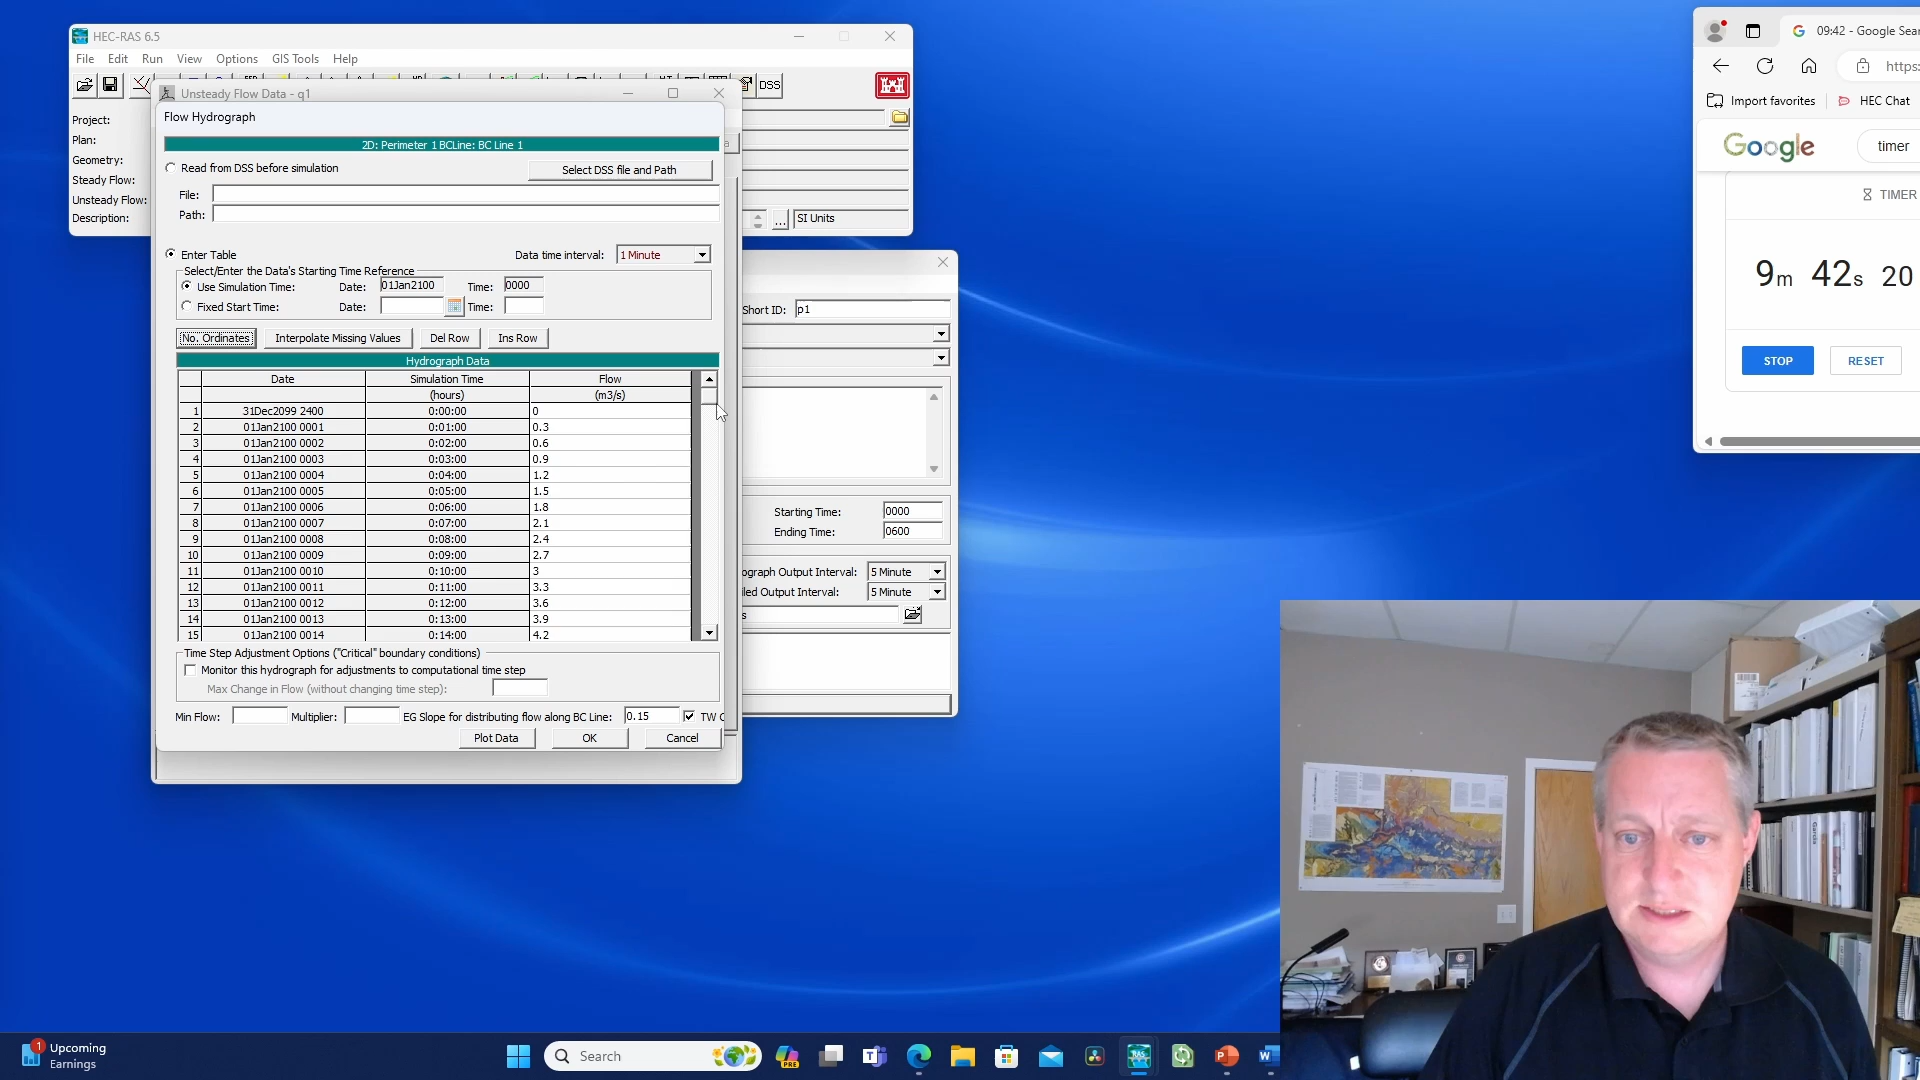 HEC-RAS 6.5
File Edit Run View Options GIS Tools Help
DSS
Project:
Plan:
Geometry:
Steady Flow:
Unsteady Flow:
Description:
... SI Units
Unsteady Flow Data - q1
Flow Hydrograph
2D: Perimeter 1 BCLine: BC Line 1
Read from DSS before simulation Select DSS file and Path
File:
Path:
Enter Table Data time interval: 1 Minute
Select/Enter the Data's Starting Time Reference
Use Simulation Time: Date: 01Jan2100 Time: 0000
Fixed Start Time: Date: Time:
No. Ordinates Interpolate Missing Values Del Row Ins Row
Hydrograph Data
Date Simulation Time Flow
(hours) (m3/s)
1 31Dec2099 2400 0:00:00 0
2 01Jan2100 0001 0:01:00 0.3
3 01Jan2100 0002 0:02:00 0.6
4 01Jan2100 0003 0:03:00 0.9
5 01Jan2100 0004 0:04:00 1.2
6 01Jan2100 0005 0:05:00 1.5
7 01Jan2100 0006 0:06:00 1.8
8 01Jan2100 0007 0:07:00 2.1
9 01Jan2100 0008 0:08:00 2.4
10 01Jan2100 0009 0:09:00 2.7
11 01Jan2100 0010 0:10:00 3
12 01Jan2100 0011 0:11:00 3.3
13 01Jan2100 0012 0:12:00 3.6
14 01Jan2100 0013 0:13:00 3.9
15 01Jan2100 0014 0:14:00 4.2
Time Step Adjustment Options ("Critical" boundary conditions)
Monitor this hydrograph for adjustments to computational time step
Max Change in Flow (without changing time step):
Min Flow: Multiplier: EG Slope for distributing flow along BC Line: 0.15 TW C
Plot Data OK Cancel
Short ID: p1
Starting Time: 0000
Ending Time: 0600
ograph Output Interval: 5 Minute
iled Output Interval: 5 Minute
s
09:42 - Google Sear
https:
Import favorites HEC Chat
Google timer
TIMER
9m 42s 20
STOP RESET
1 Upcoming
Earnings
Search
PRE
RAS